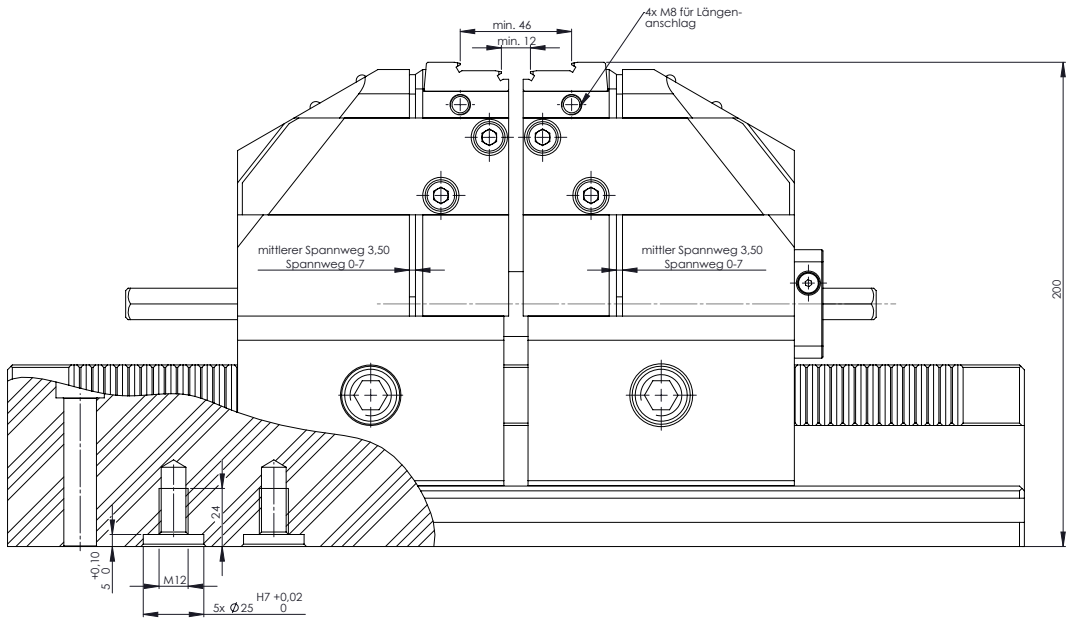 4x M8 für Längen-
anschlag
min. 46
min. 12
mittlerer Spannweg 3,50
Spannweg 0-7
mittler Spannweg 3,50
Spannweg 0-7
200
24
+0,10
5 0
M12
H7 +0,02
5x Ø25 0